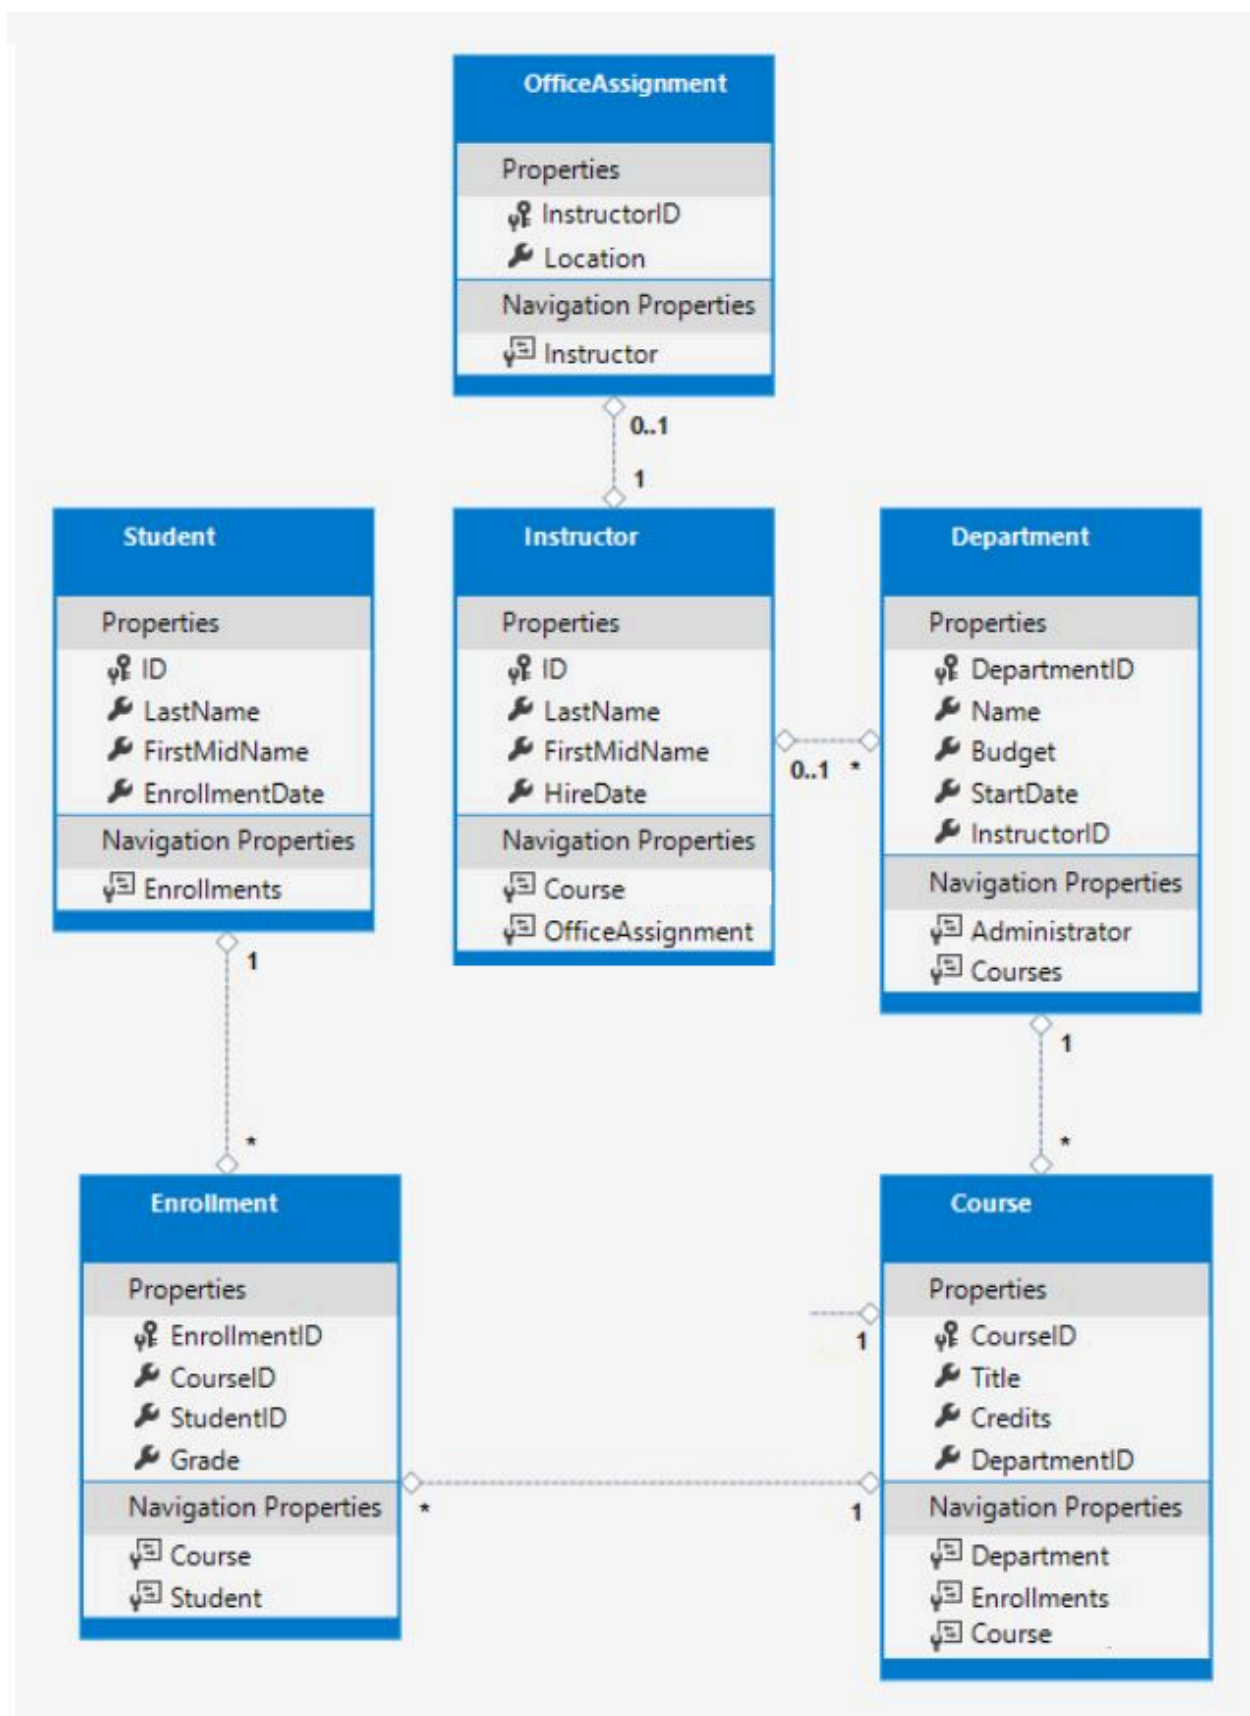 OfficeAssignment
Properties
InstructorID
Location
Navigation Properties
Instructor
0..1
1
Student
Properties
ID
LastName
FirstMidName
EnrollmentDate
Navigation Properties
Enrollments
1
*
Instructor
Properties
ID
LastName
FirstMidName
HireDate
Navigation Properties
Course
OfficeAssignment
0..1 *
Department
Properties
DepartmentID
Name
Budget
StartDate
InstructorID
Navigation Properties
Administrator
Courses
1
*
Enrollment
Properties
EnrollmentID
CourseID
StudentID
Grade
Navigation Properties
Course
Student
*
1
1
Course
Properties
CourseID
Title
Credits
DepartmentID
Navigation Properties
Department
Enrollments
Course